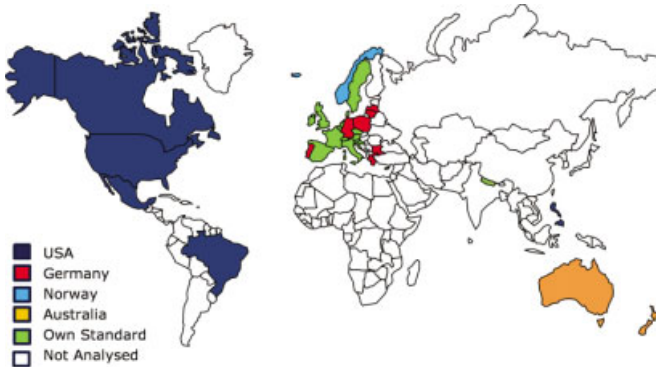 USA
Germany
Norway
Australia
Own Standard
Not Analysed